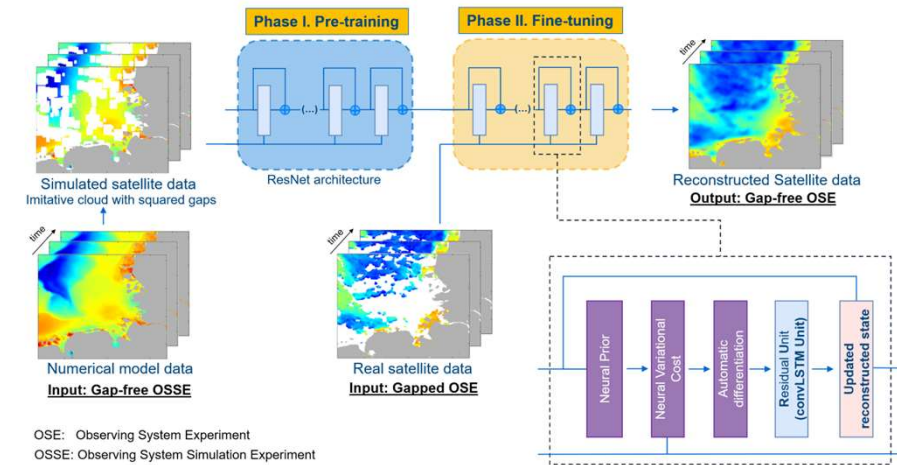 Phase I. Pre-training
Phase II. Fine-tuning
time
time
(...)
(...)
Simulated satellite data
Imitative cloud with squared gaps
ResNet architecture
Reconstructed Satellite data
Output: Gap-free OSE
time
time
Numerical model data
Input: Gap-free OSSE
Real satellite data
Input: Gapped OSE
Neural Prior
Neural Variational
Cost
Automatic
differentiation
Residual Unit
(convLSTM Unit)
Updated
reconstructed state
OSE: Observing System Experiment
OSSE: Observing System Simulation Experiment